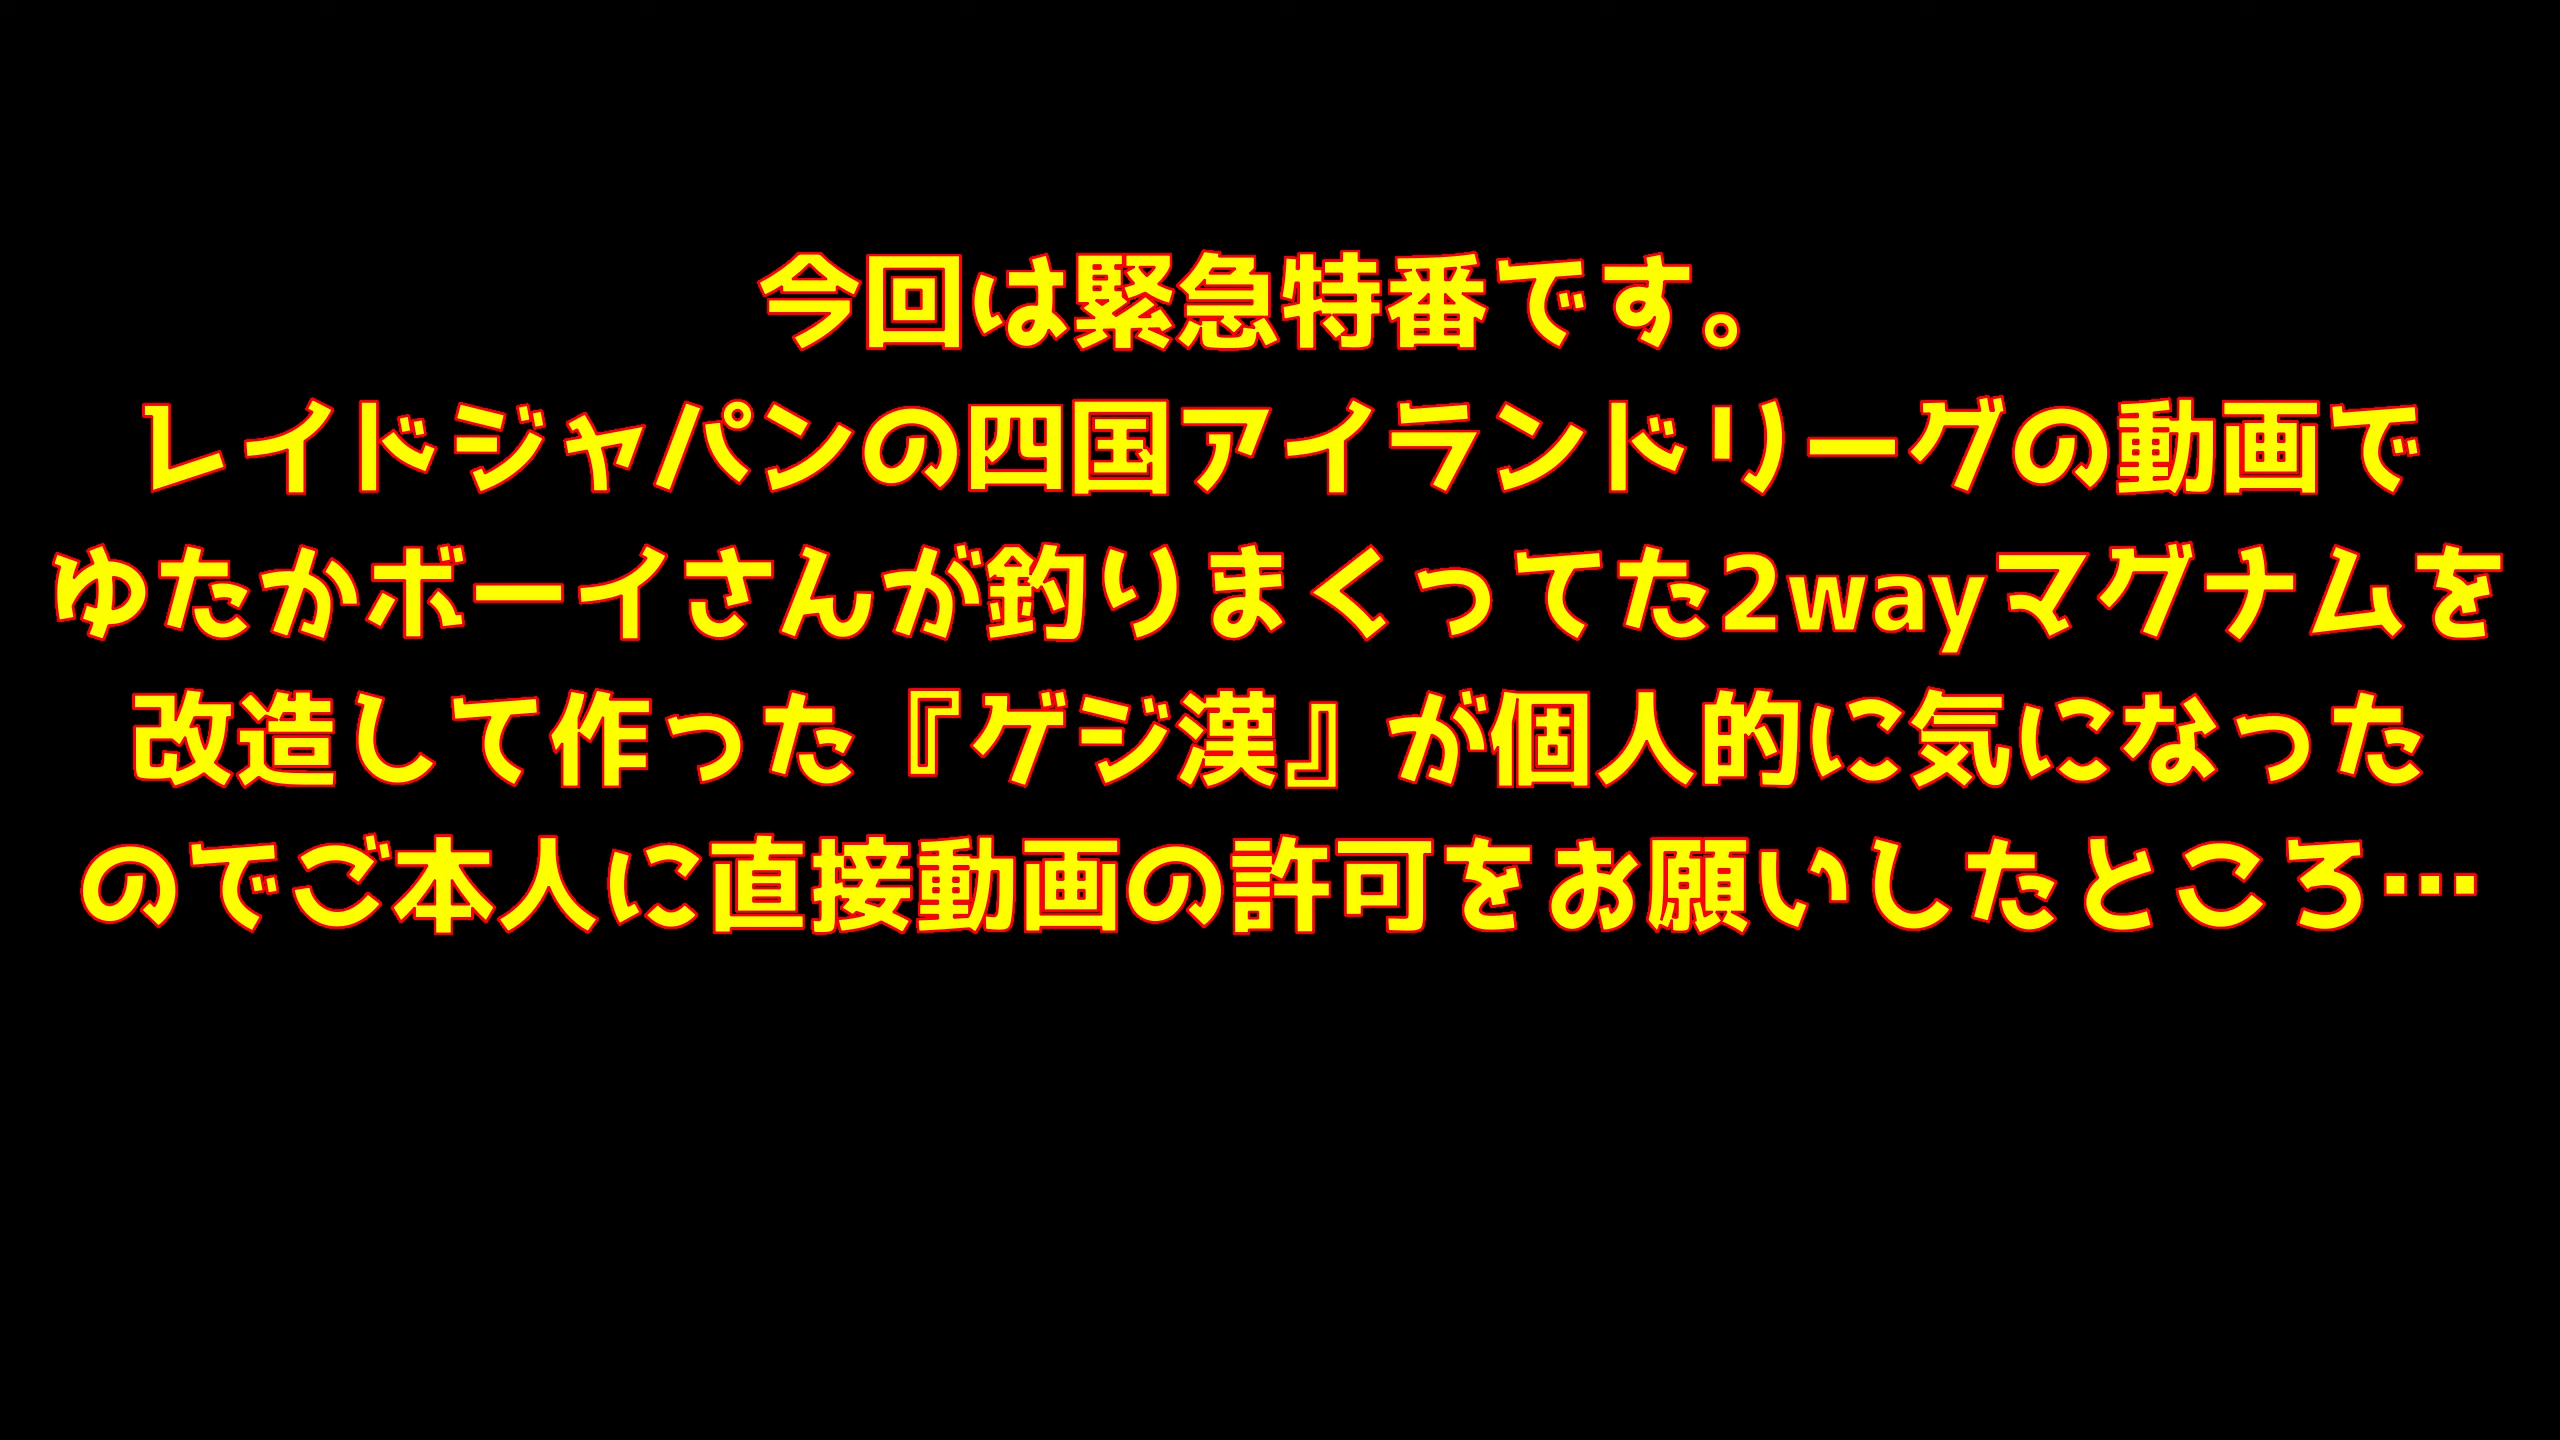 今回は緊急特番です。
レイドジャパンの四国アイランドリーグの動画で
ゆたかボーイさんが釣りまくってた2wayマグナムを
改造して作った『ゲジ漢』が個人的に気になった
のでご本人に直接動画の許可をお願いしたところ…